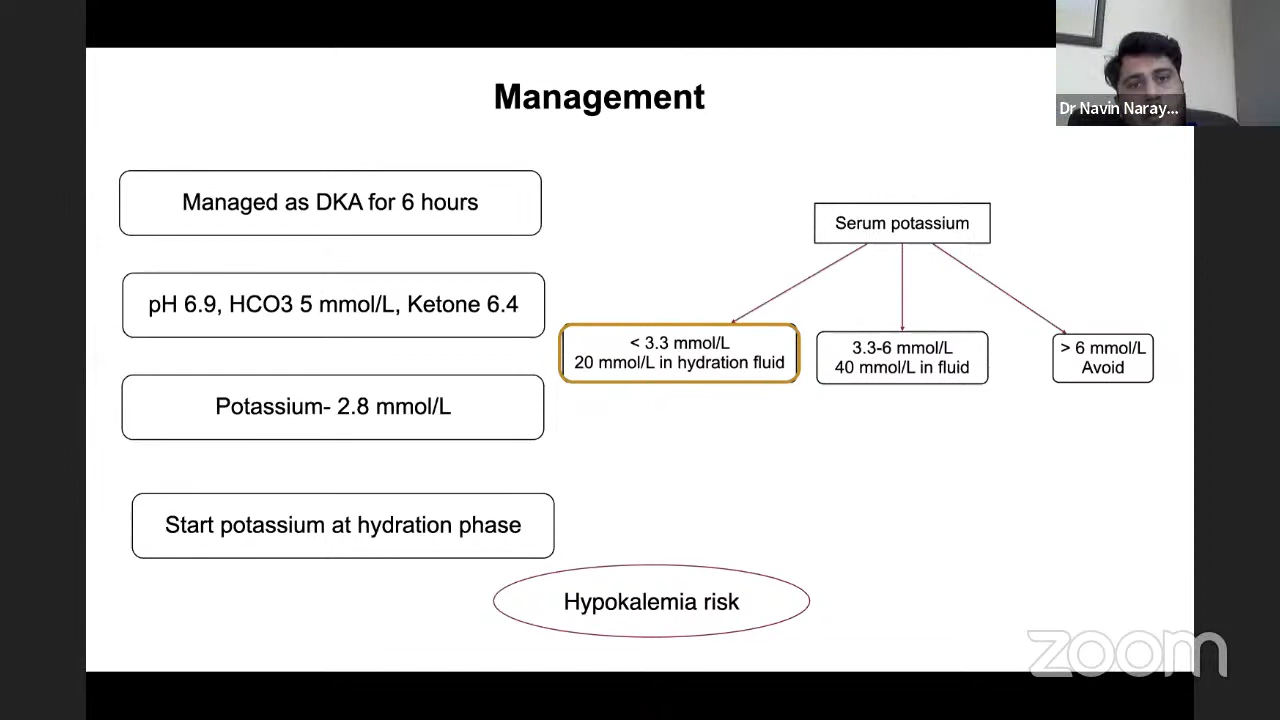 Management
Dr Navin Naray...
Managed as DKA for 6 hours
pH 6.9, HCO3 5 mmol/L, Ketone 6.4
Potassium- 2.8 mmol/L
Start potassium at hydration phase
Serum potassium
< 3.3 mmol/L
20 mmol/L in hydration fluid
3.3-6 mmol/L
40 mmol/L in fluid
> 6 mmol/L
Avoid
Hypokalemia risk
zoom